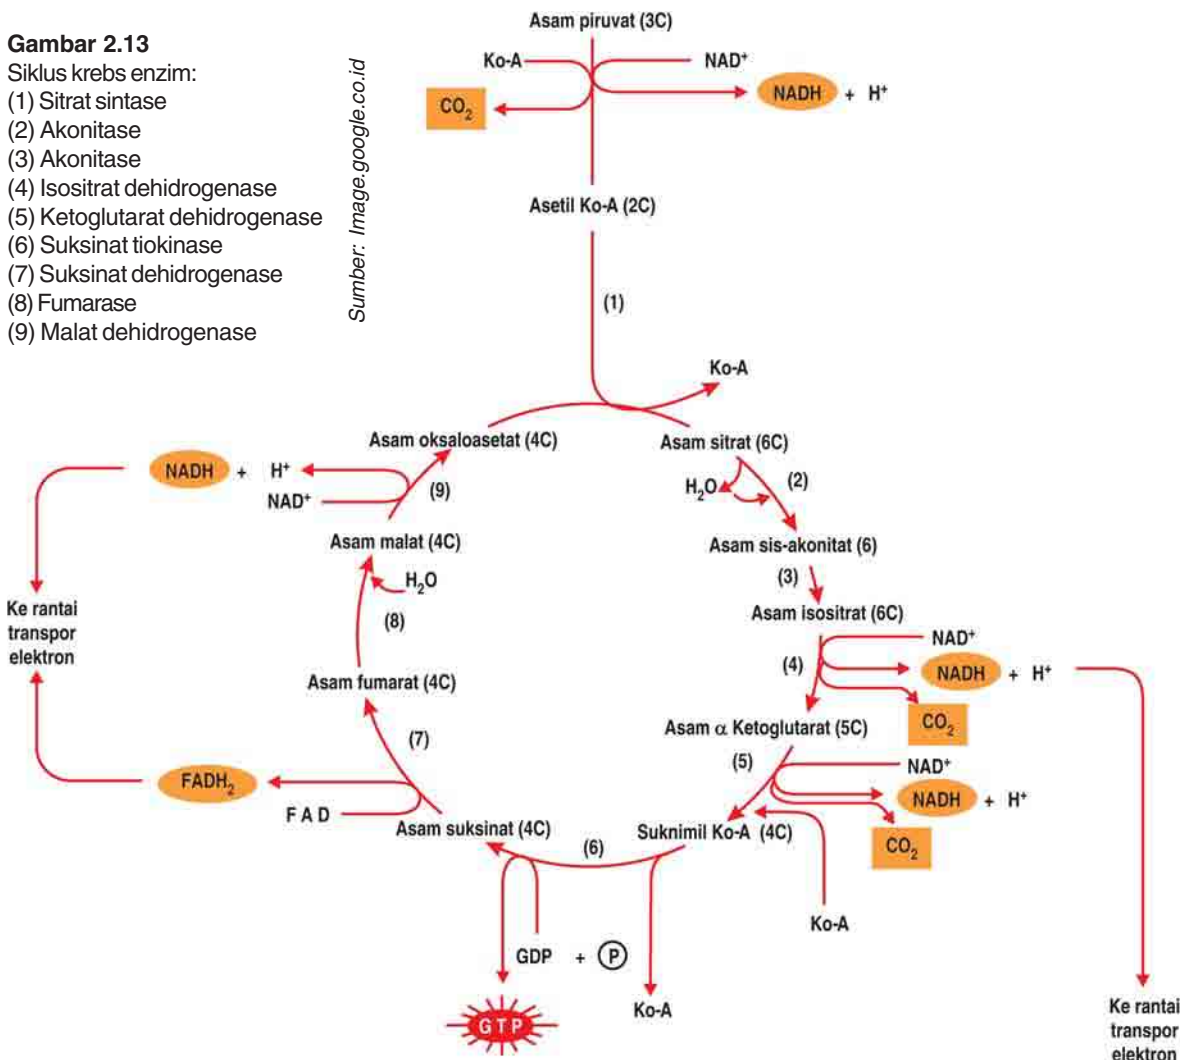 Gambar 2.13
Siklus krebs enzim:
(1) Sitrat sintase
(2) Akonitase
(3) Akonitase
(4) Isositrat dehidrogenase
(5) Ketoglutarat dehidrogenase
(6) Suksinat tiokinase
(7) Suksinat dehidrogenase
(8) Fumarase
(9) Malat dehidrogenase
Sumber: Image.google.co.id
Asam piruvat (3C)
Ko-A
NAD⁺
CO₂
NADH + H⁺
Asetil Ko-A (2C)
(1)
Ko-A
Asam oksaloasetat (4C)
Asam sitrat (6C)
NADH + H⁺
NAD⁺
(9)
H₂O
(2)
Asam malat (4C)
Asam sis-akonitat (6)
H₂O
(3)
Ke rantai
transpor
elektron
(8)
Asam isositrat (6C)
NAD⁺
(4)
NADH + H⁺
Asam fumarat (4C)
CO₂
Asam α Ketoglutarat (5C)
(7)
(5)
NAD⁺
FADH₂
NADH + H⁺
F A D
Asam suksinat (4C)
Suknimil Ko-A (4C)
CO₂
(6)
Ko-A
GDP + P
Ko-A
GTP
Ke rantai
transpor
elektron